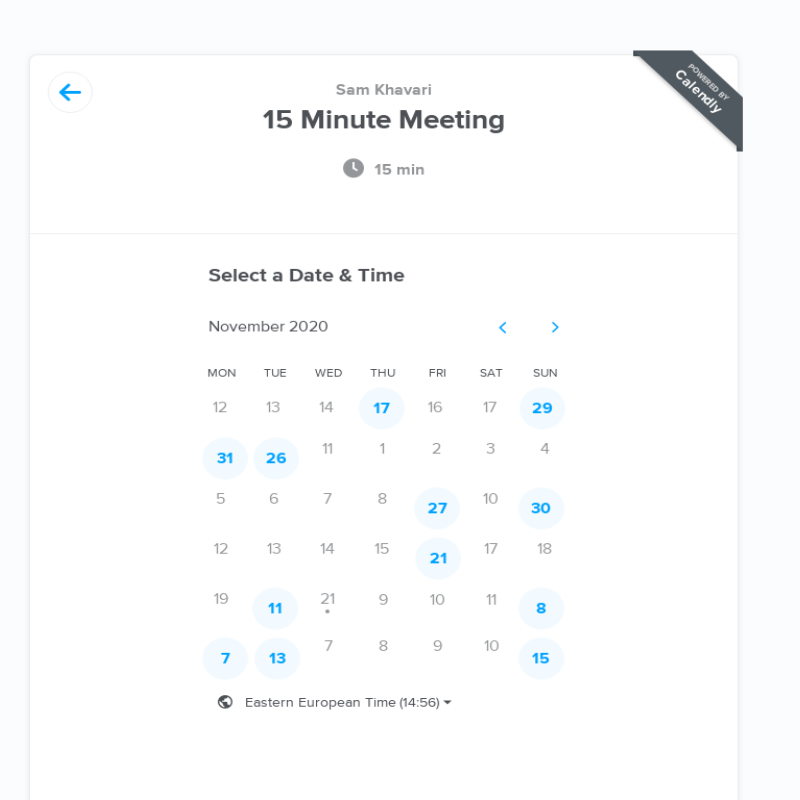 POWERED BY
Calendly
Sam Khavari
15 Minute Meeting
15 min
Select a Date & Time
November 2020
MON TUE WED THU FRI SAT SUN
12 13 14 17 16 17 29
31 26 11 1 2 3 4
5 6 7 8 27 10 30
12 13 14 15 21 17 18
19 11 21 9 10 11 8
7 13 7 8 9 10 15
Eastern European Time (14:56)